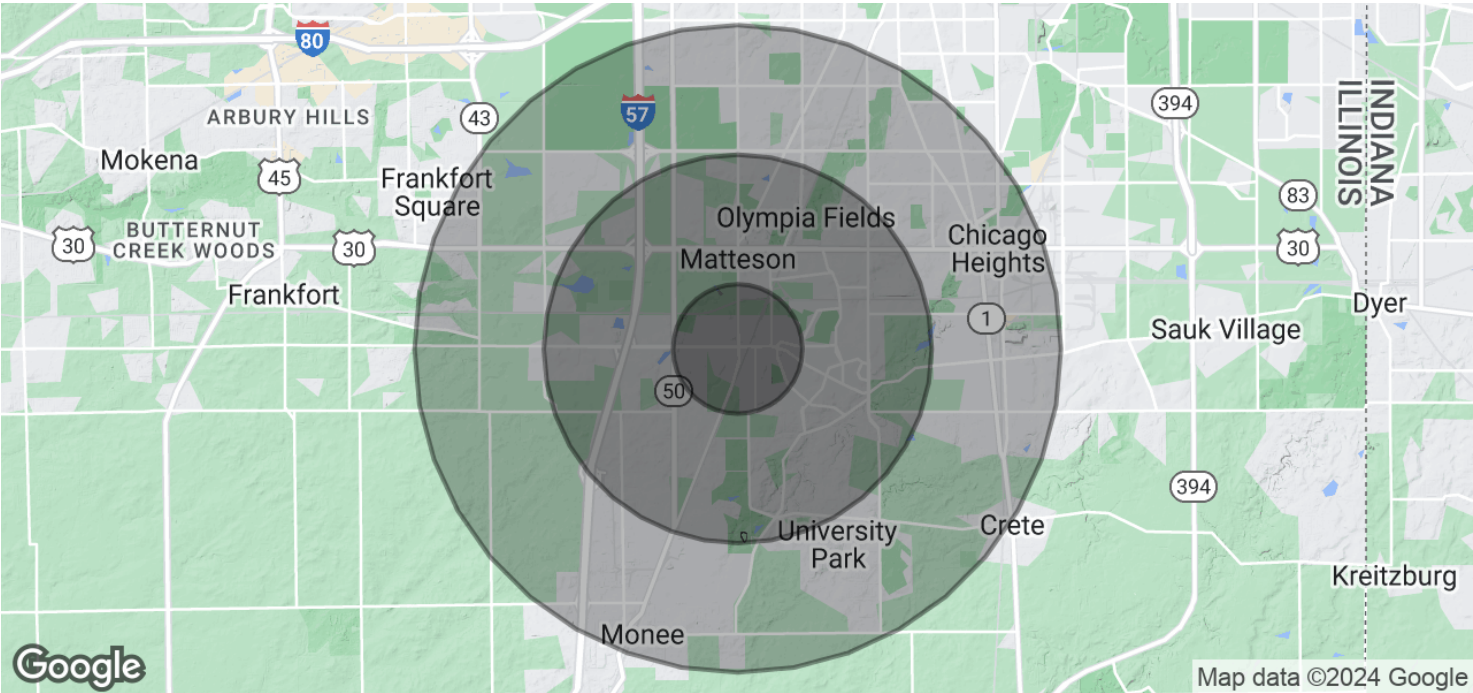 80
57
ARBURY HILLS
43
394
INDIANA
ILLINOIS
Mokena
45
Frankfort
Square
83
Olympia Fields
BUTTERNUT
CREEK WOODS
30
30
Chicago
Heights
30
Matteson
Frankfort
Dyer
1
Sauk Village
50
394
University
Park
Crete
Kreitzburg
Monee
Google
Map data ©2024 Google